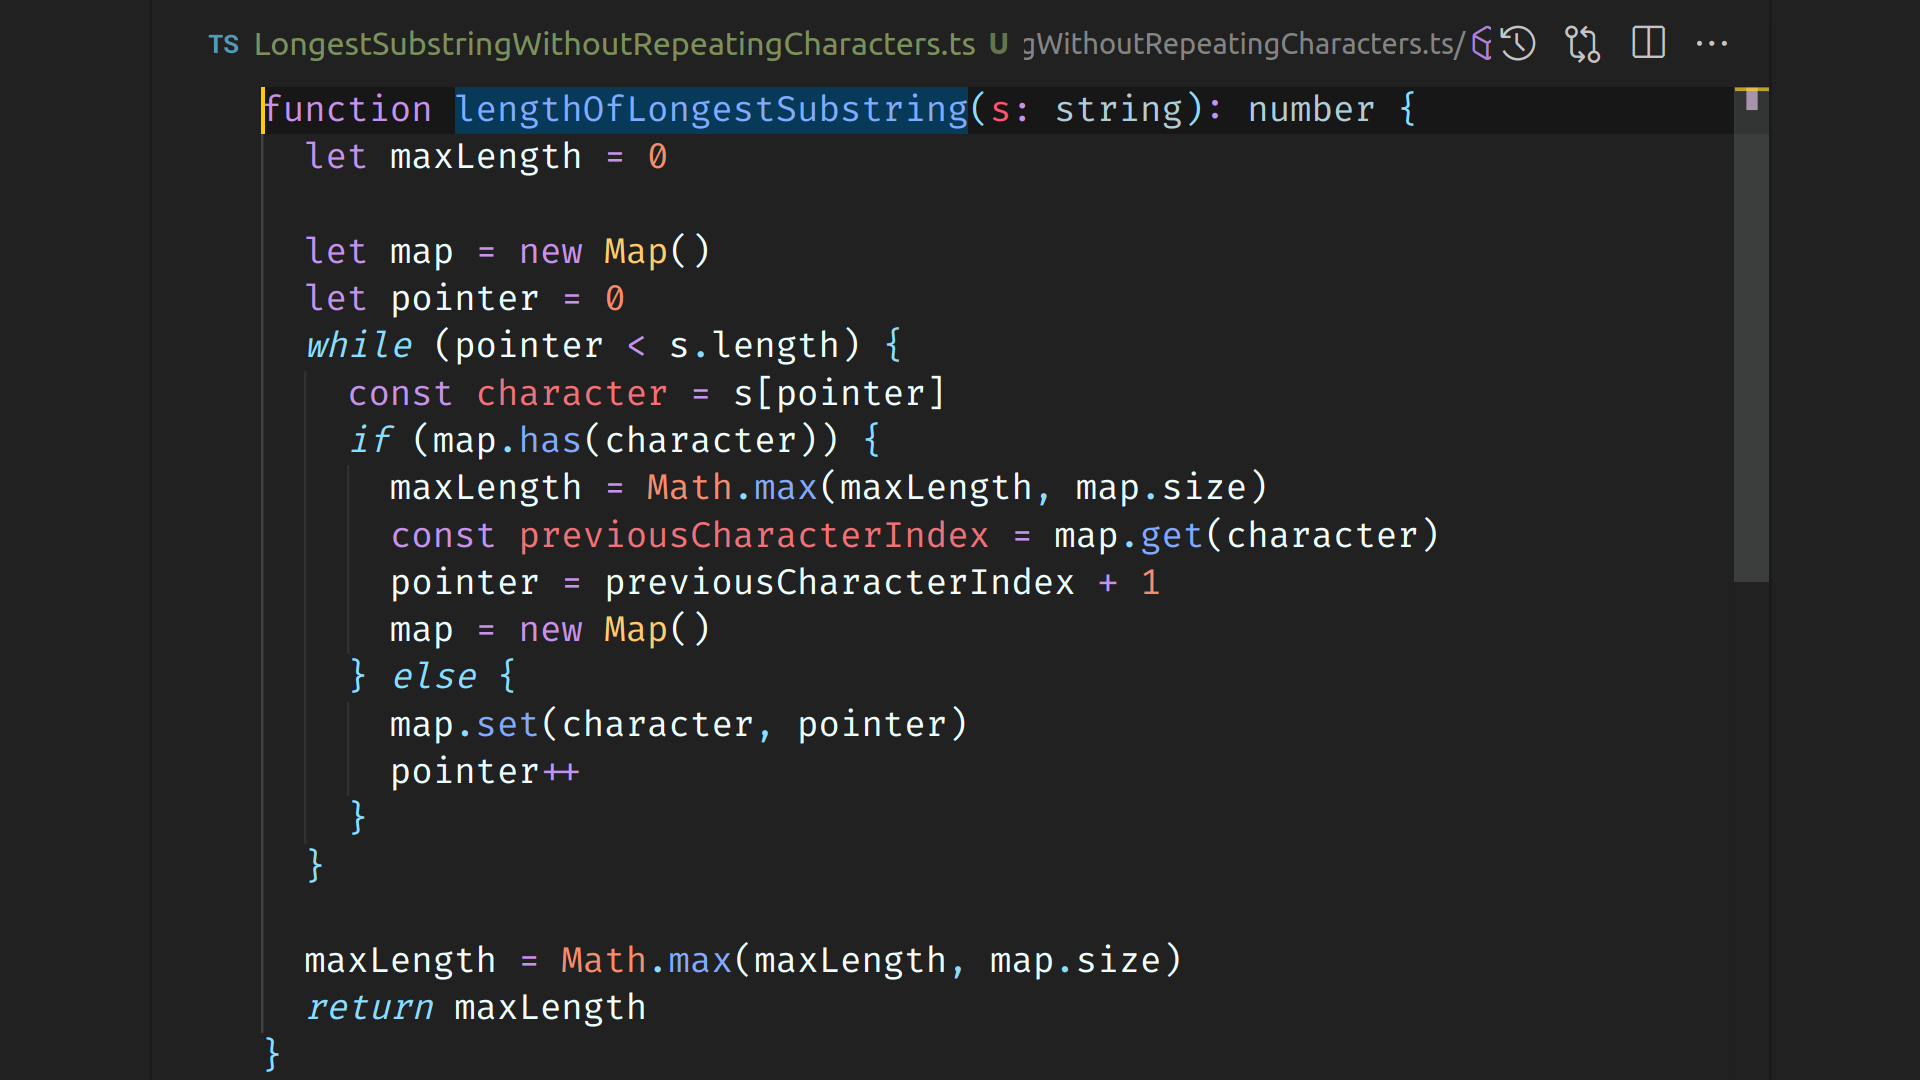 TS LongestSubstringWithoutRepeatingCharacters.ts U gWithoutRepeatingCharacters.ts/
function lengthOfLongestSubstring(s: string): number {
  let maxLength = 0

  let map = new Map()
  let pointer = 0
  while (pointer < s.length) {
    const character = s[pointer]
    if (map.has(character)) {
      maxLength = Math.max(maxLength, map.size)
      const previousCharacterIndex = map.get(character)
      pointer = previousCharacterIndex + 1
      map = new Map()
    } else {
      map.set(character, pointer)
      pointer++
    }
  }

  maxLength = Math.max(maxLength, map.size)
  return maxLength
}